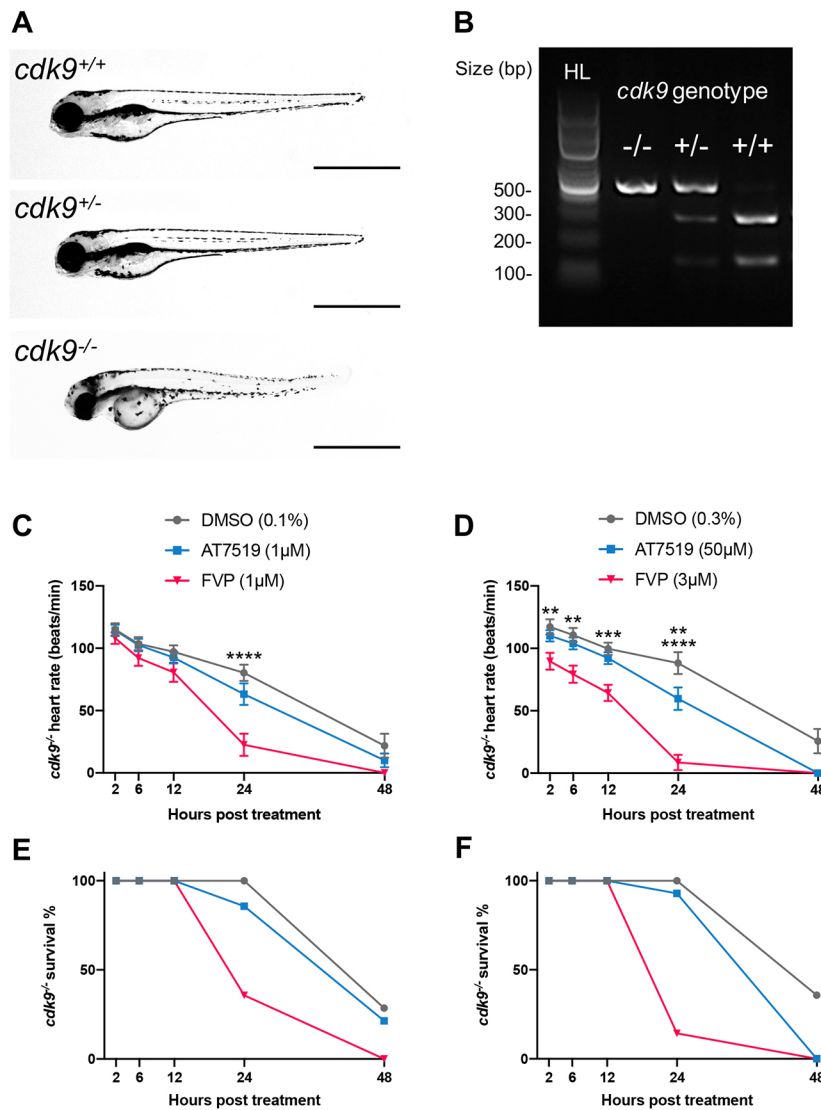 A
cdk9+/+
cdk9+/-
cdk9-/-
B
Size (bp)
HL
cdk9 genotype
-/- +/- +/+
500-
300-
200-
100-
C
DMSO (0.1%)
AT7519 (1µM)
FVP (1µM)
cdk9-/- heart rate (beats/min)
150
100
50
0
****
2 6 12 24 48
Hours post treatment
D
DMSO (0.3%)
AT7519 (50µM)
FVP (3µM)
cdk9-/- heart rate (beats/min)
150
100
50
0
** ** *** **
****
2 6 12 24 48
Hours post treatment
E
cdk9-/- survival %
100
50
0
2 6 12 24 48
Hours post treatment
F
cdk9-/- survival %
100
50
0
2 6 12 24 48
Hours post treatment